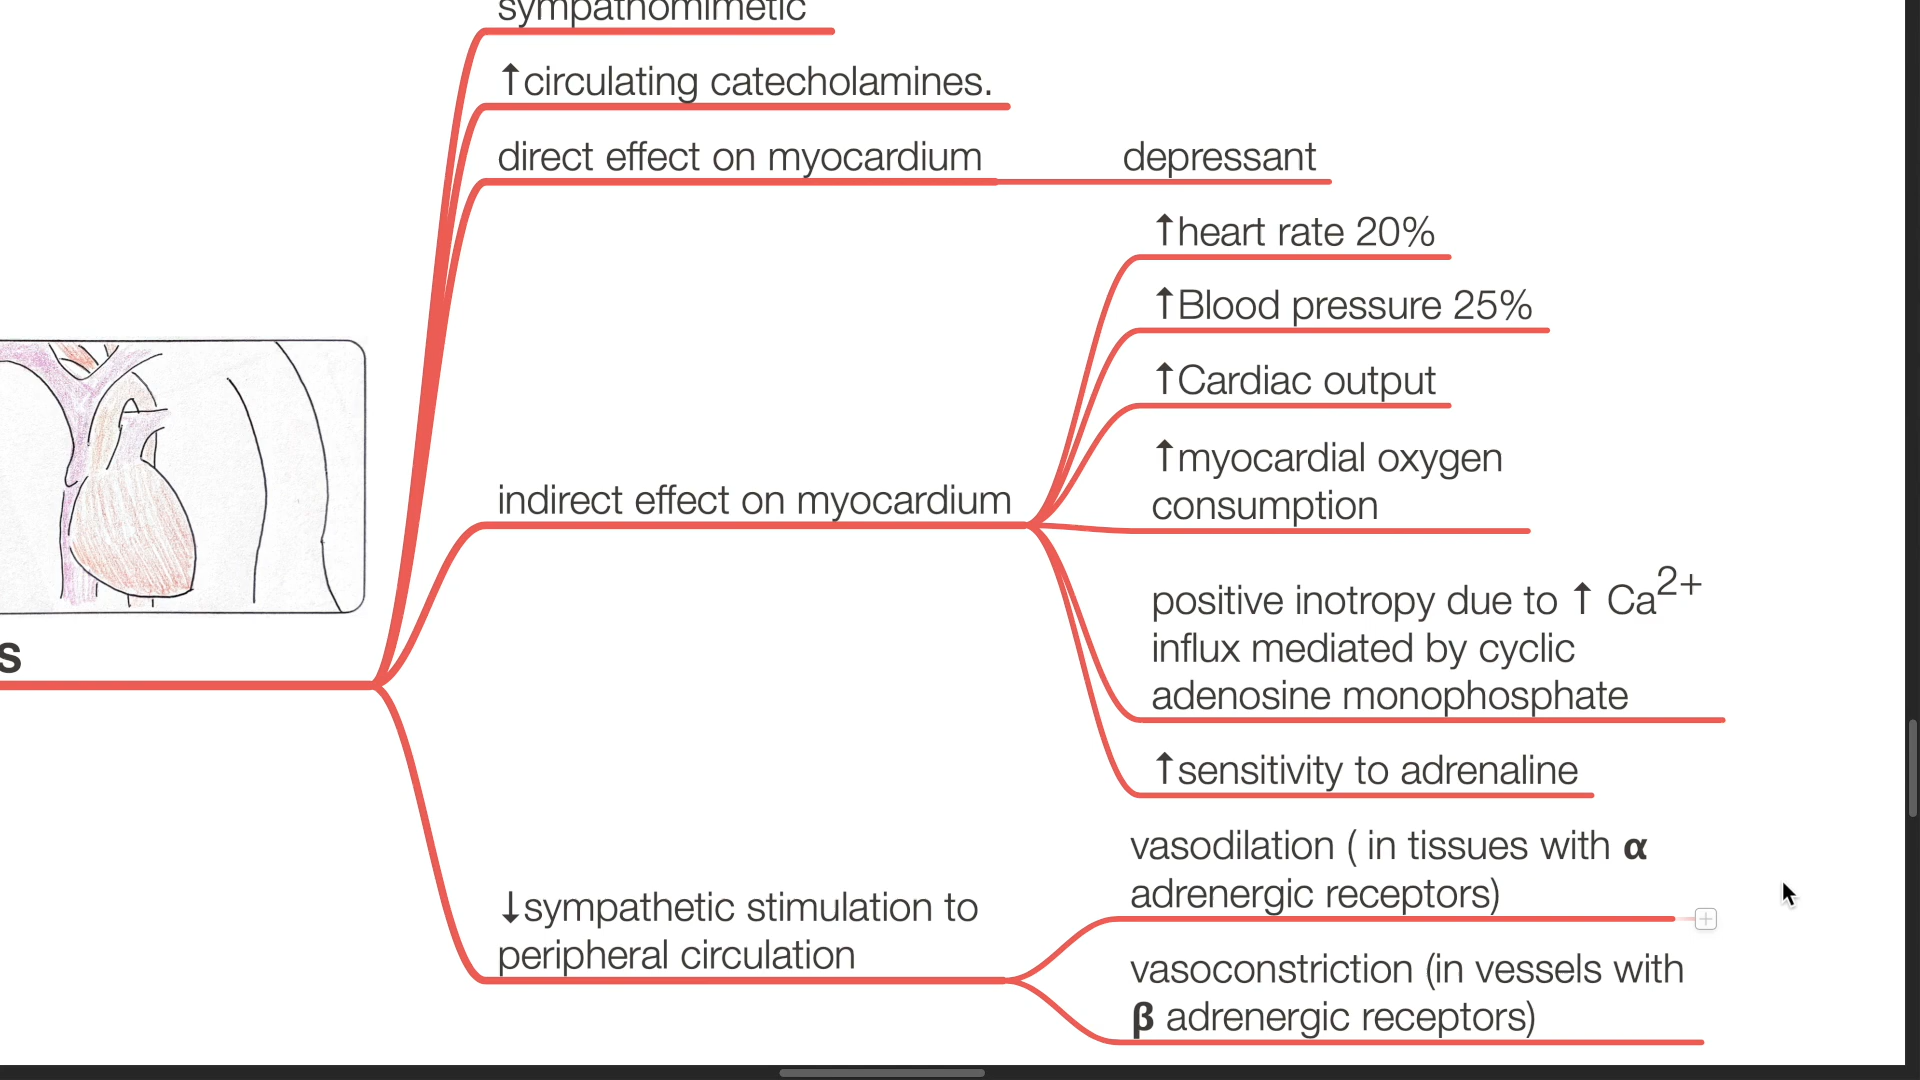 sympathomimetic
↑circulating catecholamines.
direct effect on myocardium
depressant
indirect effect on myocardium
↑heart rate 20%
↑Blood pressure 25%
↑Cardiac output
↑myocardial oxygen
consumption
positive inotropy due to ↑ Ca2+
influx mediated by cyclic
adenosine monophosphate
↑sensitivity to adrenaline
↓sympathetic stimulation to
peripheral circulation
vasodilation ( in tissues with α
adrenergic receptors)
vasoconstriction (in vessels with
β adrenergic receptors)